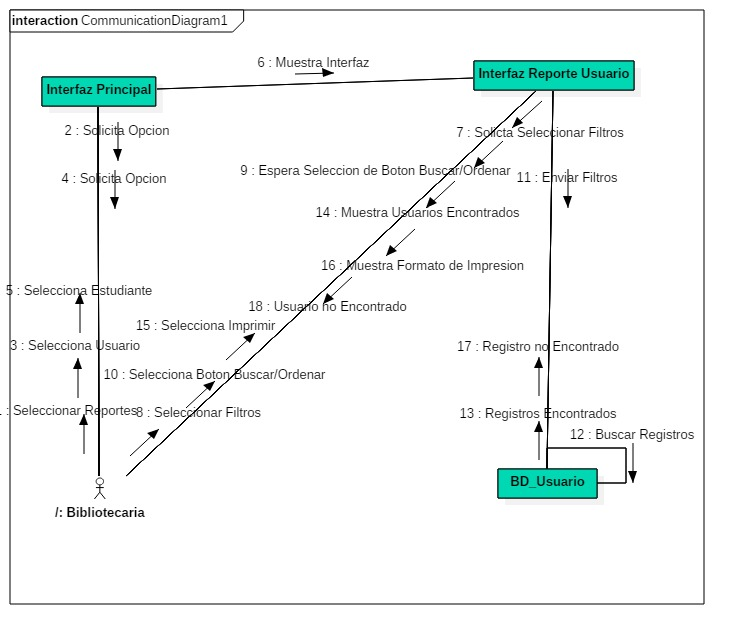 interaction CommunicationDiagram1
6 : Muestra Interfaz
Interfaz Principal
Interfaz Reporte Usuario
2 : Solicita Opcion
7 : Solicta Seleccionar Filtros
4 : Solicita Opcion
9 : Espera Seleccion de Boton Buscar/Ordenar
11 : Enviar Filtros
14 : Muestra Usuarios Encontrados
16 : Muestra Formato de Impresion
5 : Selecciona Estudiante
18 : Usuario no Encontrado
15 : Selecciona Imprimir
3 : Selecciona Usuario
17 : Registro no Encontrado
10 : Selecciona Boton Buscar/Ordenar
: Seleccionar Reportes
8 : Seleccionar Filtros
13 : Registros Encontrados
12 : Buscar Registros
BD_Usuario
/: Bibliotecaria